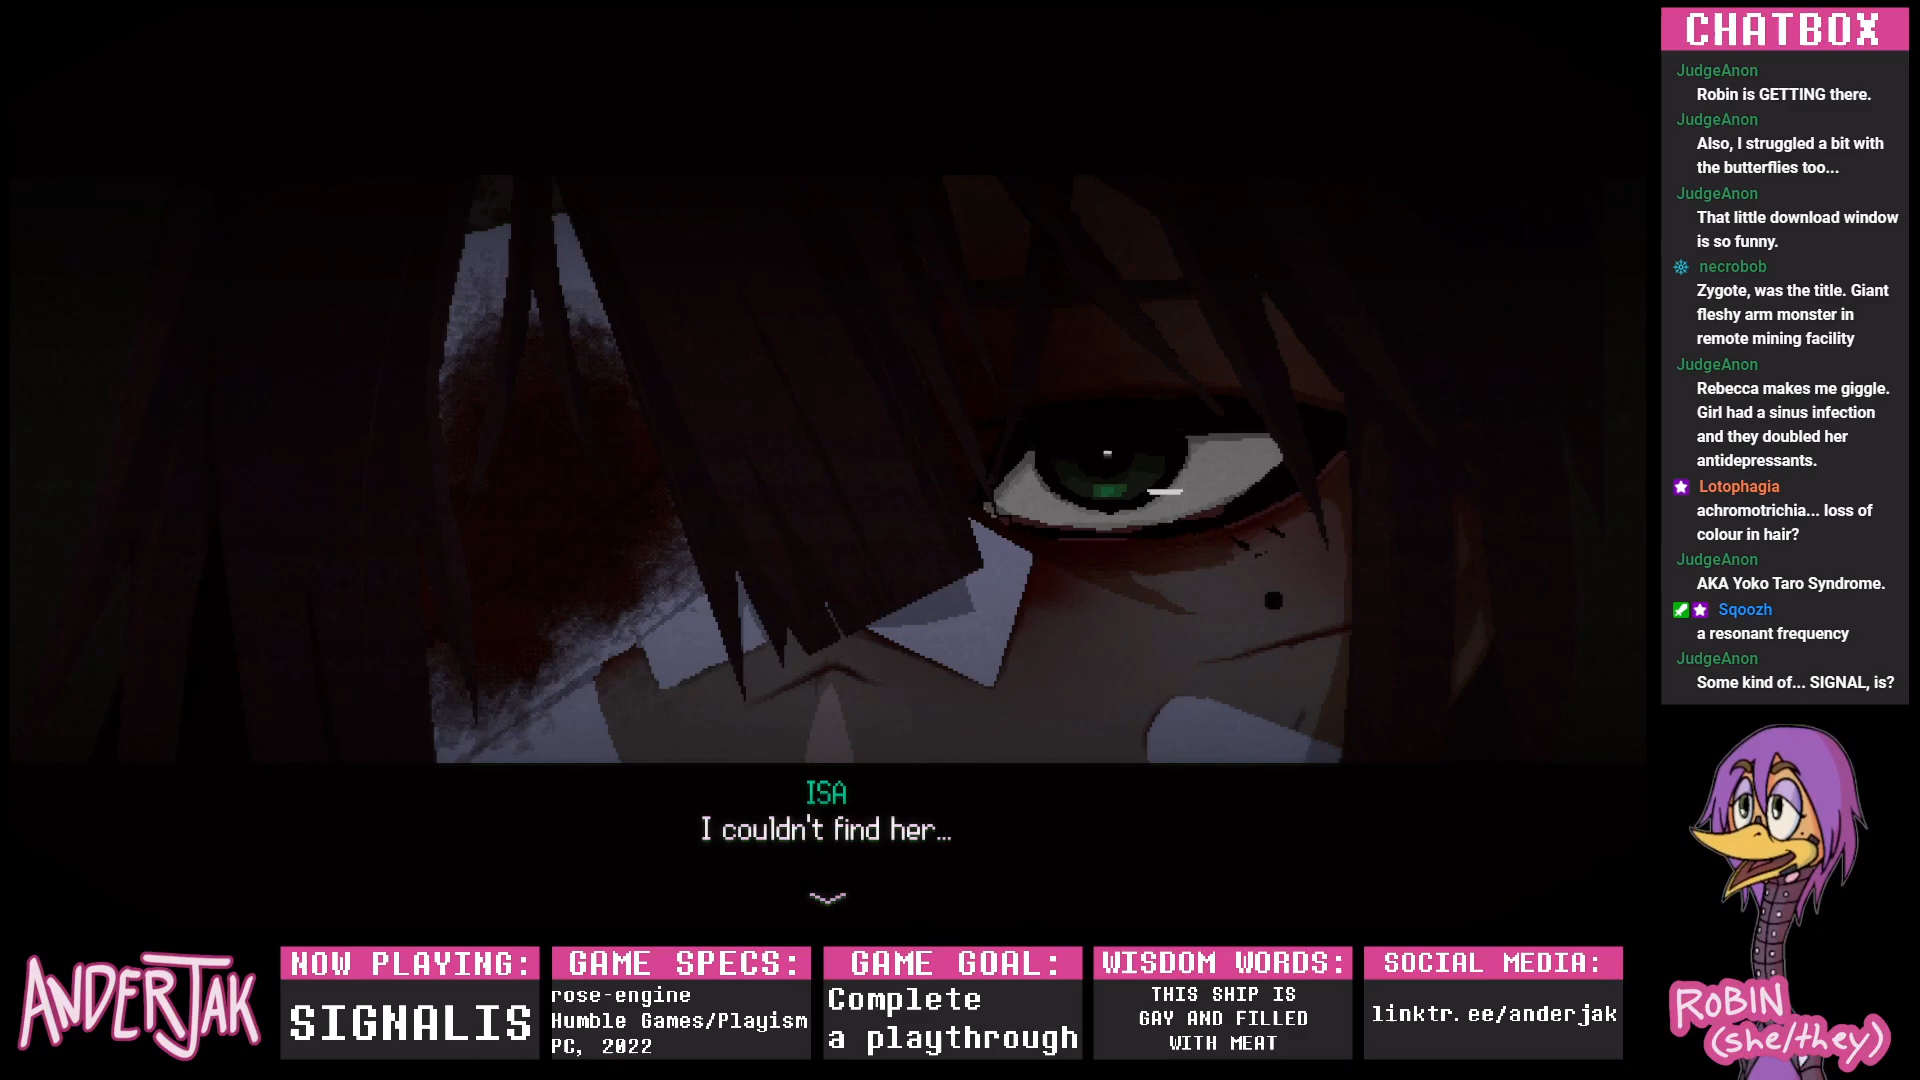 CHATBOX
JudgeAnon
Robin is GETTING there.
JudgeAnon
Also, I struggled a bit with
the butterflies too...
JudgeAnon
That little download window
is so funny.
necrobob
Zygote, was the title. Giant
fleshy arm monster in
remote mining facility
JudgeAnon
Rebecca makes me giggle.
Girl had a sinus infection
and they doubled her
antidepressants.
Lotophagia
achromotrichia... loss of
colour in hair?
JudgeAnon
AKA Yoko Taro Syndrome.
Sqoozh
a resonant frequency
JudgeAnon
Some kind of... SIGNAL, is?
ISA
I couldn't find her...
ANDERJAK
NOW PLAYING:
SIGNALIS
GAME SPECS:
rose-engine
Humble Games/Playism
PC, 2022
GAME GOAL:
Complete
a playthrough
WISDOM WORDS:
THIS SHIP IS
GAY AND FILLED
WITH MEAT
SOCIAL MEDIA:
linktr.ee/anderjak
ROBIN
(she/they)